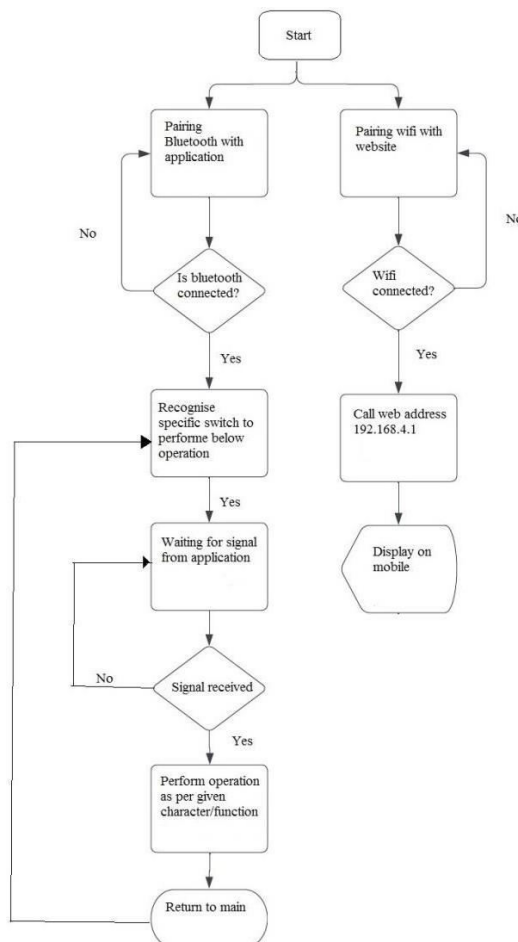 Start
Pairing
Bluetooth with
application
Pairing wifi with
website
No
No
Is bluetooth
connected?
Wifi
connected?
Yes
Yes
Recognise
specific switch to
performe below
operation
Call web address
192.168.4.1
Yes
Waiting for signal
from application
Display on
mobile
No
Signal received
Yes
Perform operation
as per given
character/function
Return to main